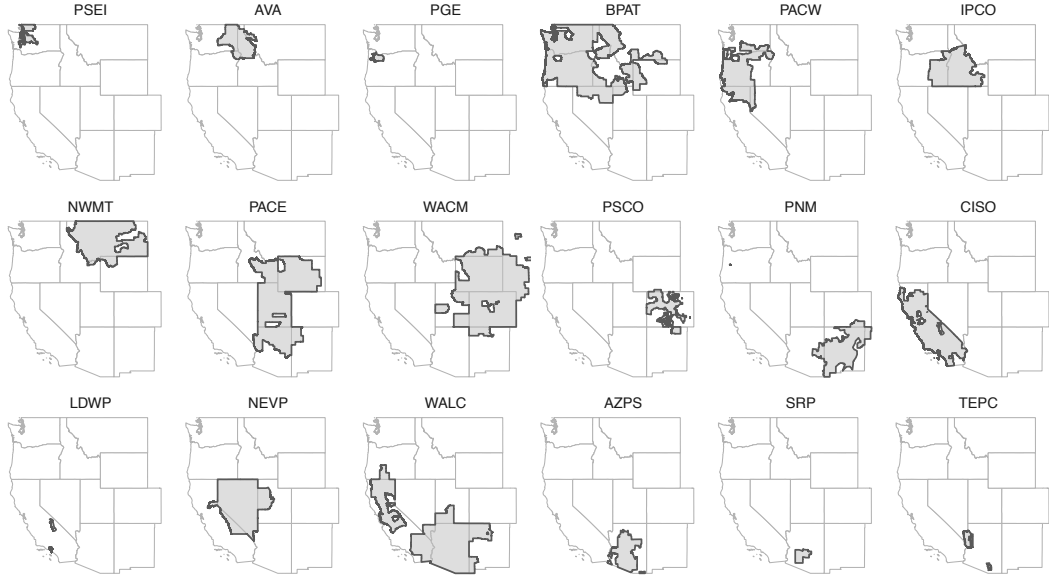 PSEI AVA PGE BPAT PACW IPCO
NWMT PACE WACM PSCO PNM CISO
LDWP NEVP WALC AZPS SRP TEPC